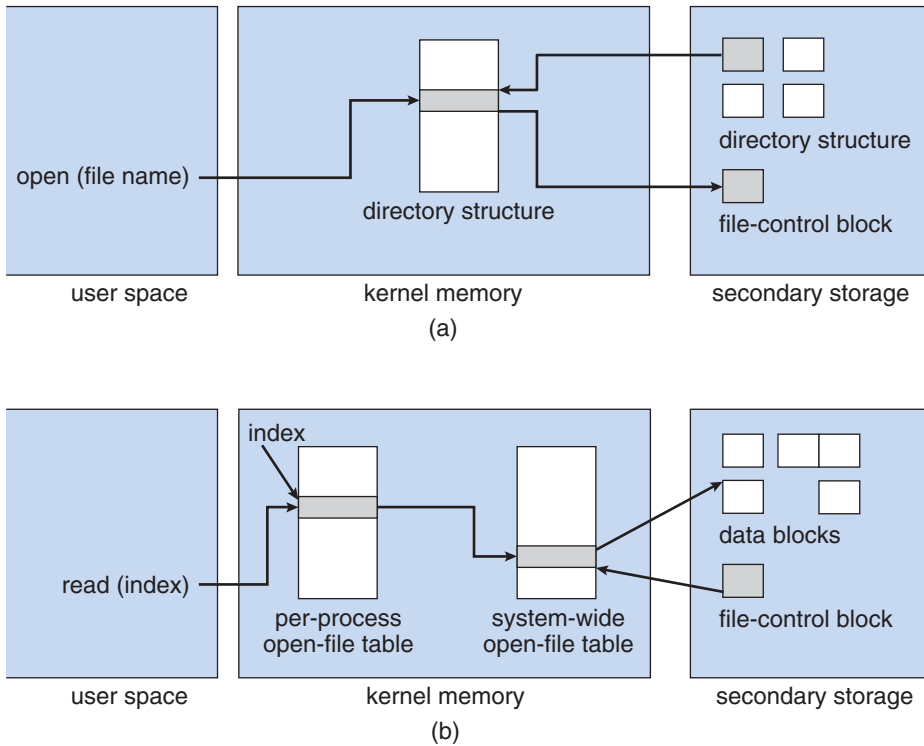 open (file name)
directory structure
directory structure
file-control block
user space
kernel memory
secondary storage
(a)
index
read (index)
per-process
open-file table
system-wide
open-file table
data blocks
file-control block
user space
kernel memory
secondary storage
(b)